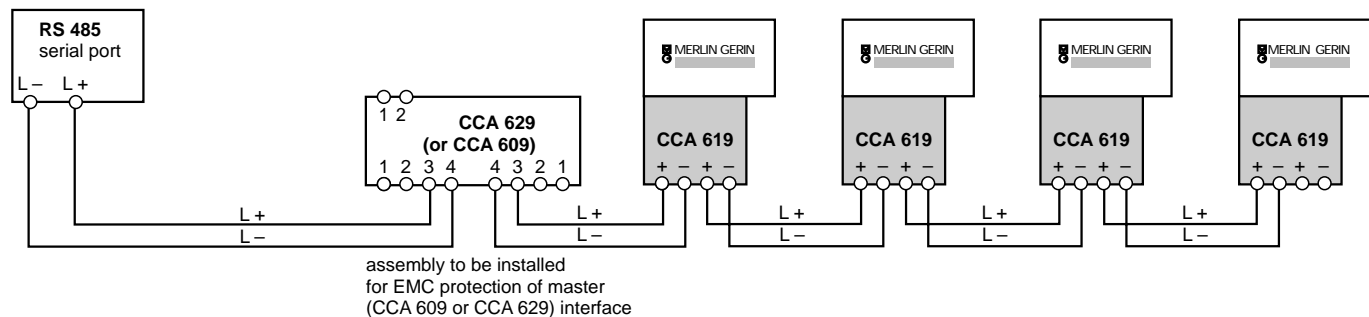 RS 485
serial port
L – L +
1 2
CCA 629
(or CCA 609)
1 2 3 4 4 3 2 1
MERLIN GERIN
CCA 619
+ – + –
MERLIN GERIN
CCA 619
+ – + –
MERLIN GERIN
CCA 619
+ – + –
MERLIN GERIN
CCA 619
+ – + –
L +
L –
L +
L –
L +
L –
L +
L –
L +
L –
assembly to be installed
for EMC protection of master
(CCA 609 or CCA 629) interface